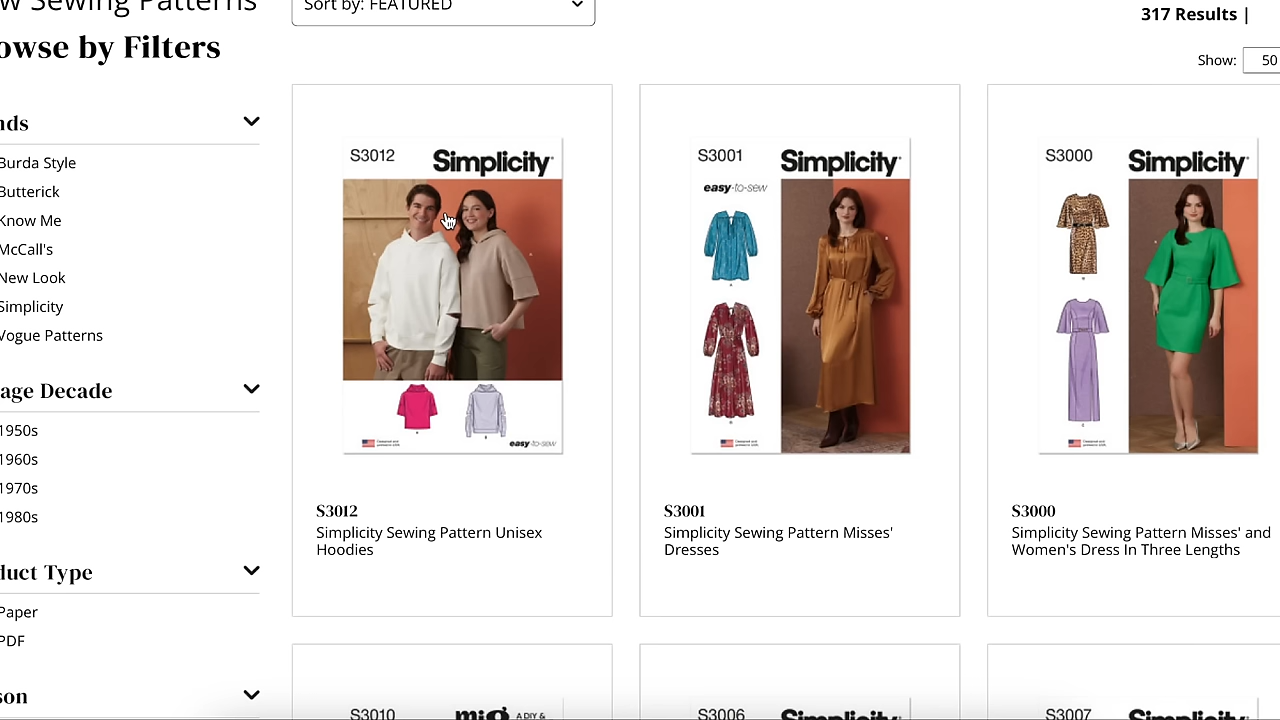 w Sewing Patterns
owse by Filters
Sort by: FEATURED
317 Results |
Show: 50
nds
Burda Style
Butterick
Know Me
McCall's
New Look
Simplicity
Vogue Patterns
age Decade
1950s
1960s
1970s
1980s
duct Type
Paper
PDF
son
S3012 Simplicity
easy-to-sew
S3012
Simplicity Sewing Pattern Unisex
Hoodies
S3001 Simplicity
easy-to-sew
S3001
Simplicity Sewing Pattern Misses'
Dresses
S3000 Simplicity
S3000
Simplicity Sewing Pattern Misses' and
Women's Dress In Three Lengths
S3010
A DIY &
S3006 Simplicity
S3007 Simplicity